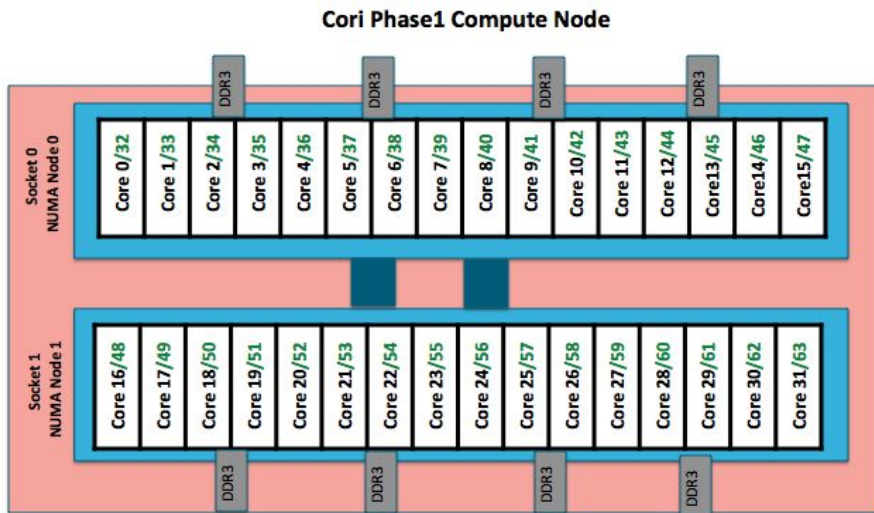 Cori Phase1 Compute Node
DDR3
DDR3
DDR3
DDR3
Socket 0
NUMA Node 0
Core 0/32
Core 1/33
Core 2/34
Core 3/35
Core 4/36
Core 5/37
Core 6/38
Core 7/39
Core 8/40
Core 9/41
Core 10/42
Core 11/43
Core 12/44
Core13/45
Core14/46
Core15/47
Socket 1
NUMA Node 1
Core 16/48
Core 17/49
Core 18/50
Core 19/51
Core 20/52
Core 21/53
Core 22/54
Core 23/55
Core 24/56
Core 25/57
Core 26/58
Core 27/59
Core 28/60
Core 29/61
Core 30/62
Core 31/63
DDR3
DDR3
DDR3
DDR3